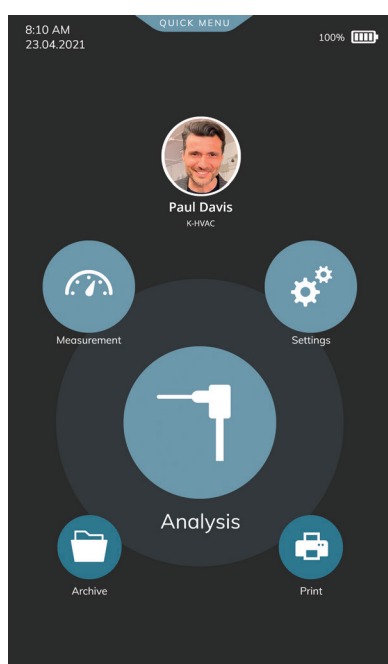 QUICK MENU
8:10 AM
100%
23.04.2021
Paul Davis
K-HVAC
Measurement
Settings
Analysis
Archive
Print